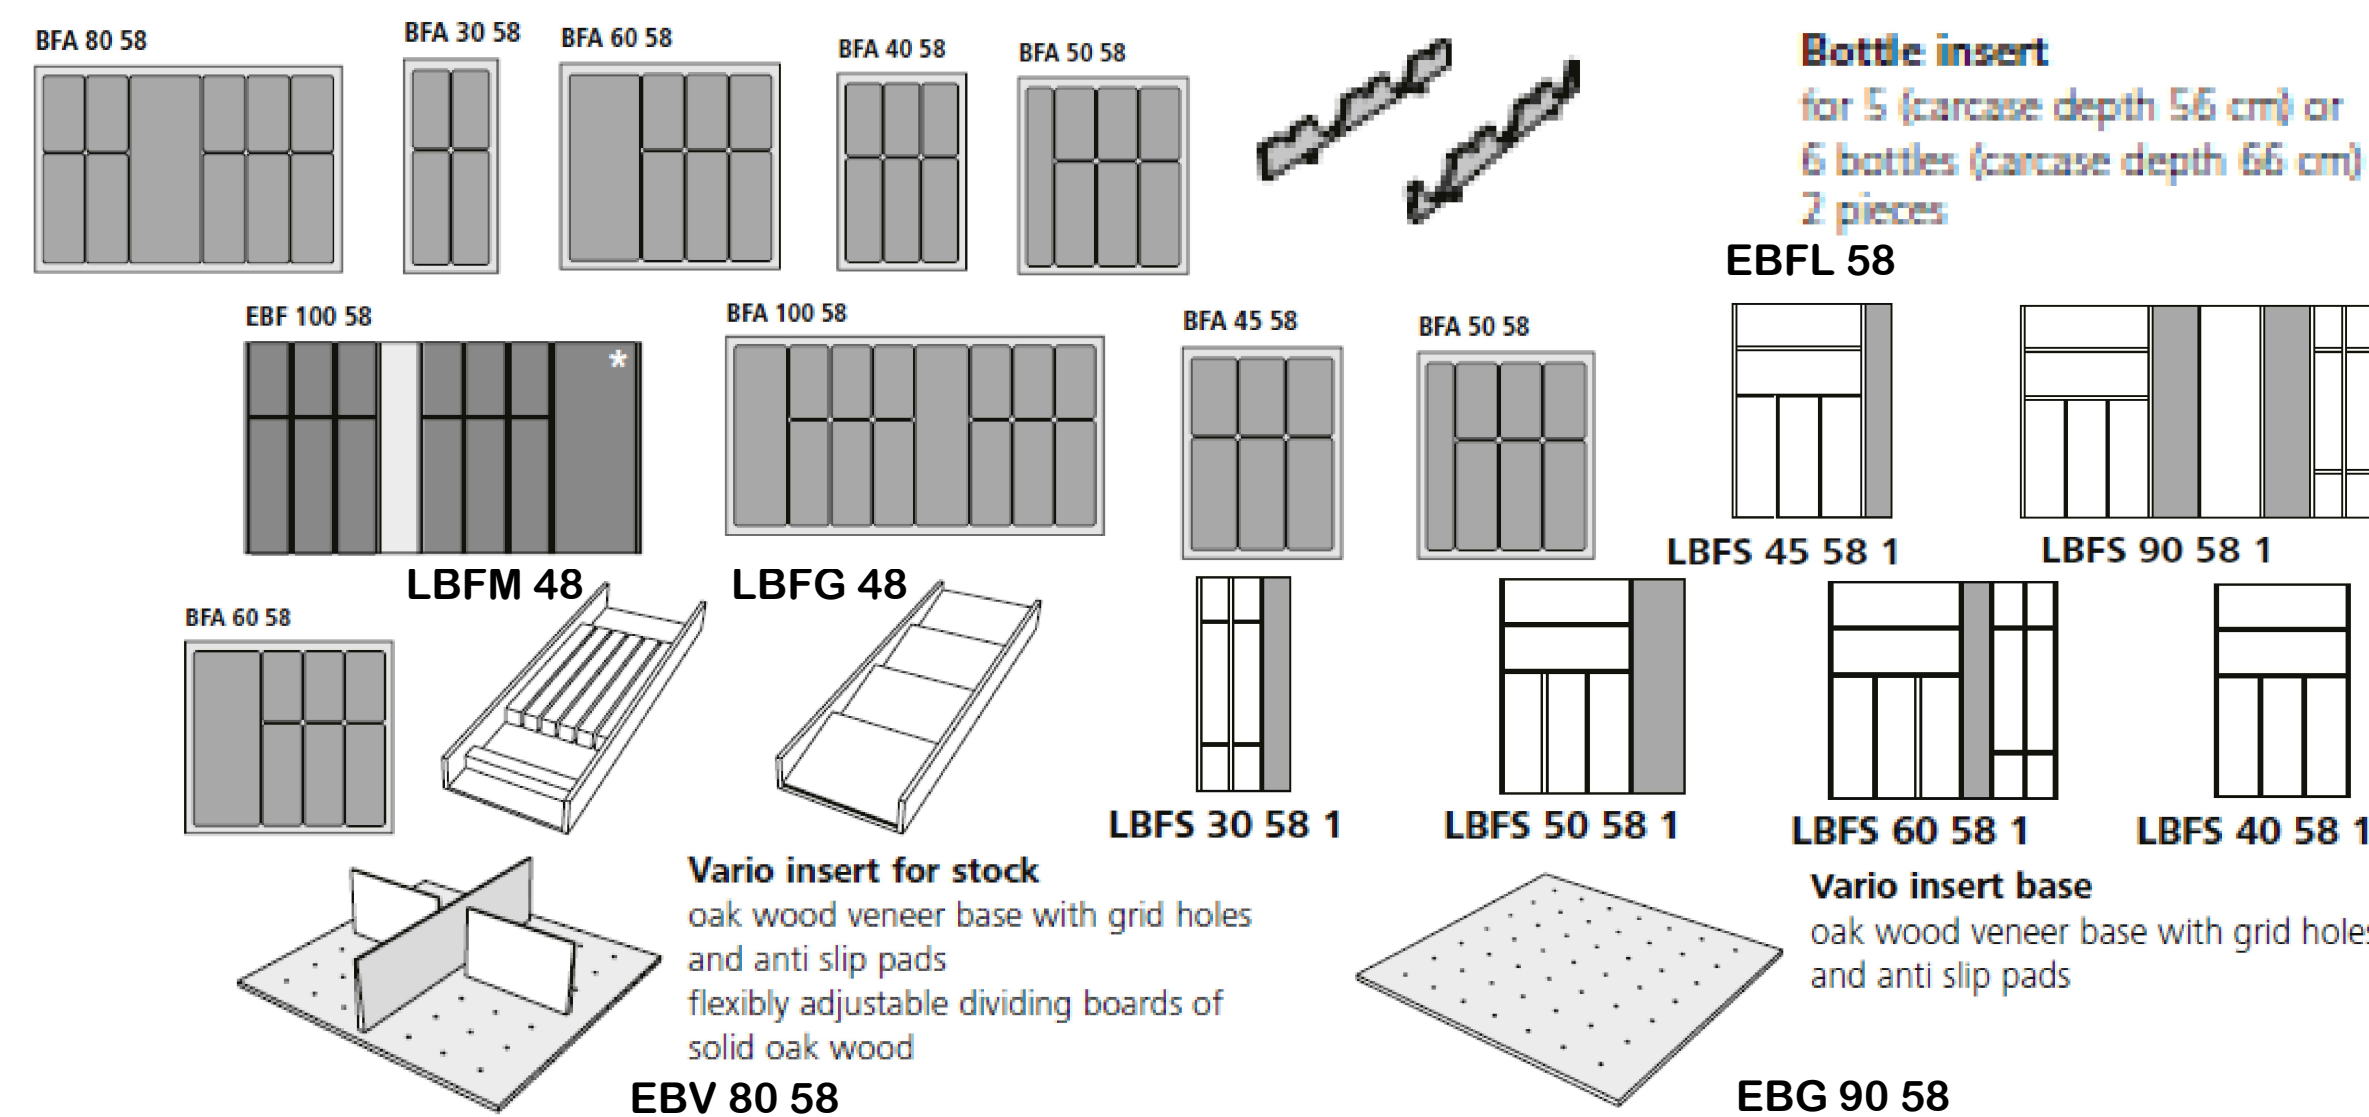 BFA 80 58
BFA 30 58
BFA 60 58
BFA 40 58
BFA 50 58
Bottle insert
for 5 (carcase depth 56 cm) or
6 bottles (carcase depth 66 cm)
2 pieces
EBFL 58
EBF 100 58
*
BFA 100 58
BFA 45 58
BFA 50 58
LBFS 45 58 1
LBFS 90 58 1
LBFM 48
LBFG 48
BFA 60 58
LBFS 30 58 1
LBFS 50 58 1
LBFS 60 58 1
LBFS 40 58 1
Vario insert for stock
oak wood veneer base with grid holes
and anti slip pads
flexibly adjustable dividing boards of
solid oak wood
EBV 80 58
Vario insert base
oak wood veneer base with grid holes
and anti slip pads
EBG 90 58